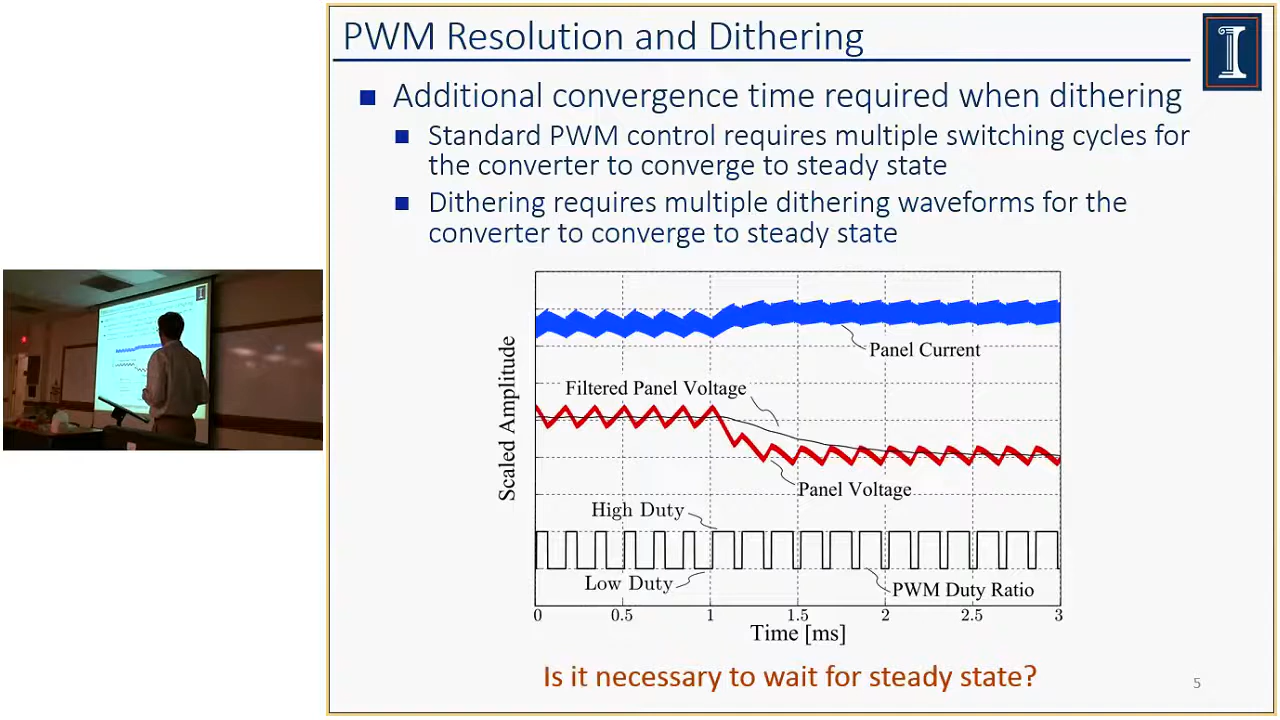 PWM Resolution and Dithering
Additional convergence time required when dithering
Standard PWM control requires multiple switching cycles for
the converter to converge to steady state
Dithering requires multiple dithering waveforms for the
converter to converge to steady state
Scaled Amplitude
Panel Current
Filtered Panel Voltage
Panel Voltage
High Duty
Low Duty
PWM Duty Ratio
0 0.5 1 1.5 2 2.5 3
Time [ms]
Is it necessary to wait for steady state?
5